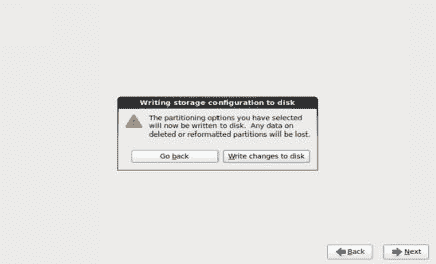 Writing storage configuration to disk
The partitioning options you have selected
will now be written to disk. Any data on
deleted or reformatted partitions will be lost.
Go back
Write changes to disk
Back
Next